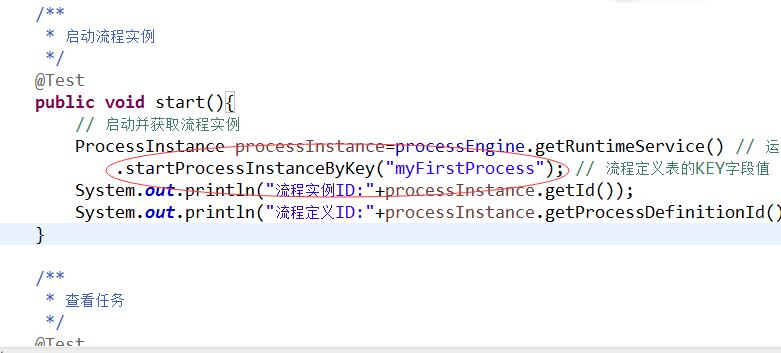 /**
* 启动流程实例
*/
@Test
public void start(){
// 启动并获取流程实例
ProcessInstance processInstance=processEngine.getRuntimeService() // 运
.startProcessInstanceByKey("myFirstProcess"); // 流程定义表的KEY字段值
System.out.println("流程实例ID:"+processInstance.getId());
System.out.println("流程定义ID:"+processInstance.getProcessDefinitionId()
}
/**
* 查看任务
*/
@Test